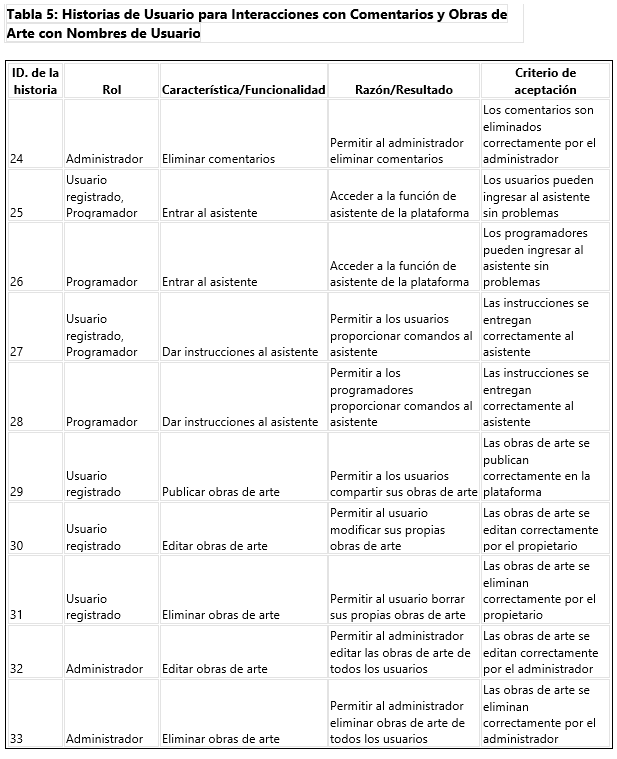 Tabla 5: Historias de Usuario para Interacciones con Comentarios y Obras de
Arte con Nombres de Usuario
ID. de la historia Rol Característica/Funcionalidad Razón/Resultado Criterio de aceptación
24 Administrador Eliminar comentarios Permitir al administrador eliminar comentarios Los comentarios son eliminados correctamente por el administrador
25 Usuario registrado, Programador Entrar al asistente Acceder a la función de asistente de la plataforma Los usuarios pueden ingresar al asistente sin problemas
26 Programador Entrar al asistente Acceder a la función de asistente de la plataforma Los programadores pueden ingresar al asistente sin problemas
27 Usuario registrado, Programador Dar instrucciones al asistente Permitir a los usuarios proporcionar comandos al asistente Las instrucciones se entregan correctamente al asistente
28 Programador Dar instrucciones al asistente Permitir a los programadores proporcionar comandos al asistente Las instrucciones se entregan correctamente al asistente
29 Usuario registrado Publicar obras de arte Permitir a los usuarios compartir sus obras de arte Las obras de arte se publican correctamente en la plataforma
30 Usuario registrado Editar obras de arte Permitir al usuario modificar sus propias obras de arte Las obras de arte se editan correctamente por el propietario
31 Usuario registrado Eliminar obras de arte Permitir al usuario borrar sus propias obras de arte Las obras de arte se eliminan correctamente por el propietario
32 Administrador Editar obras de arte Permitir al administrador editar las obras de arte de todos los usuarios Las obras de arte se editan correctamente por el administrador
33 Administrador Eliminar obras de arte Permitir al administrador eliminar obras de arte de todos los usuarios Las obras de arte se eliminan correctamente por el administrador